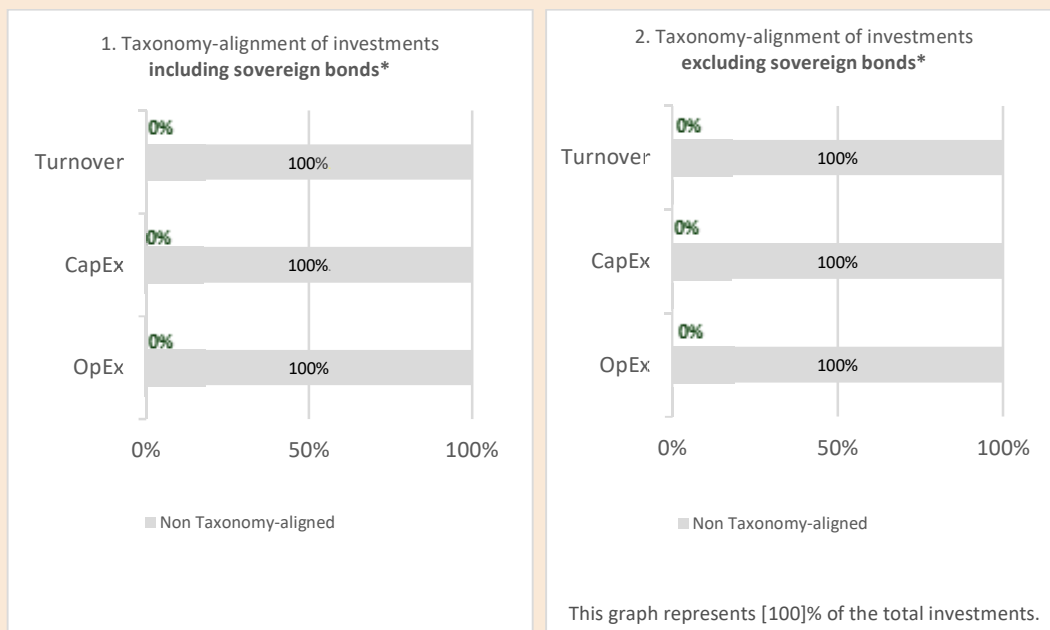 1. Taxonomy-alignment of investments
including sovereign bonds*
0%
Turnover
100%
0%
CapEx
100%
0%
OpEx
100%
0%
50%
100%
Non Taxonomy-aligned
2. Taxonomy-alignment of investments
excluding sovereign bonds*
0%
Turnover
100%
0%
CapEx
100%
0%
OpEx
100%
0%
50%
100%
Non Taxonomy-aligned
This graph represents [100]% of the total investments.